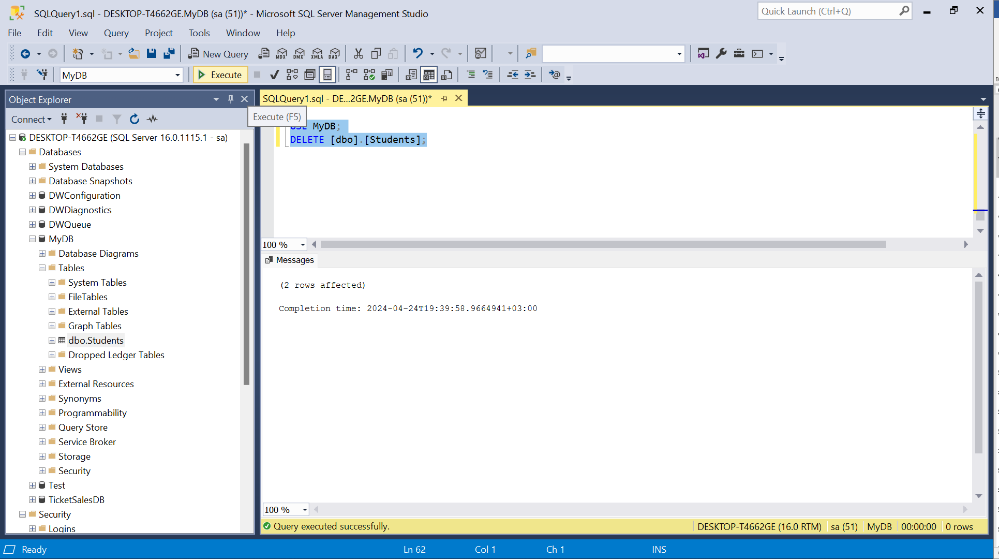 SQLQuery1.sql - DESKTOP-T4662GE.MyDB (sa (51))* - Microsoft SQL Server Management Studio
Quick Launch (Ctrl+Q)
File Edit View Query Project Tools Window Help
New Query MDX DMX XMLA DAX
MyDB
Execute
Object Explorer
SQLQuery1.sql - DE...2GE.MyDB (sa (51))*
Execute (F5)
Connect
USE MyDB;
DELETE [dbo].[Students];
DESKTOP-T4662GE (SQL Server 16.0.1115.1 - sa)
Databases
System Databases
Database Snapshots
DWConfiguration
DWDiagnostics
DWQueue
MyDB
Database Diagrams
Tables
System Tables
FileTables
External Tables
Graph Tables
dbo.Students
Dropped Ledger Tables
Views
External Resources
Synonyms
Programmability
Query Store
Service Broker
Storage
Security
Test
TicketSalesDB
Security
Logins
100 %
Messages
(2 rows affected)
Completion time: 2024-04-24T19:39:58.9664941+03:00
100 %
Query executed successfully.
DESKTOP-T4662GE (16.0 RTM) sa (51) MyDB 00:00:00 0 rows
Ready Ln 62 Col 1 Ch 1 INS